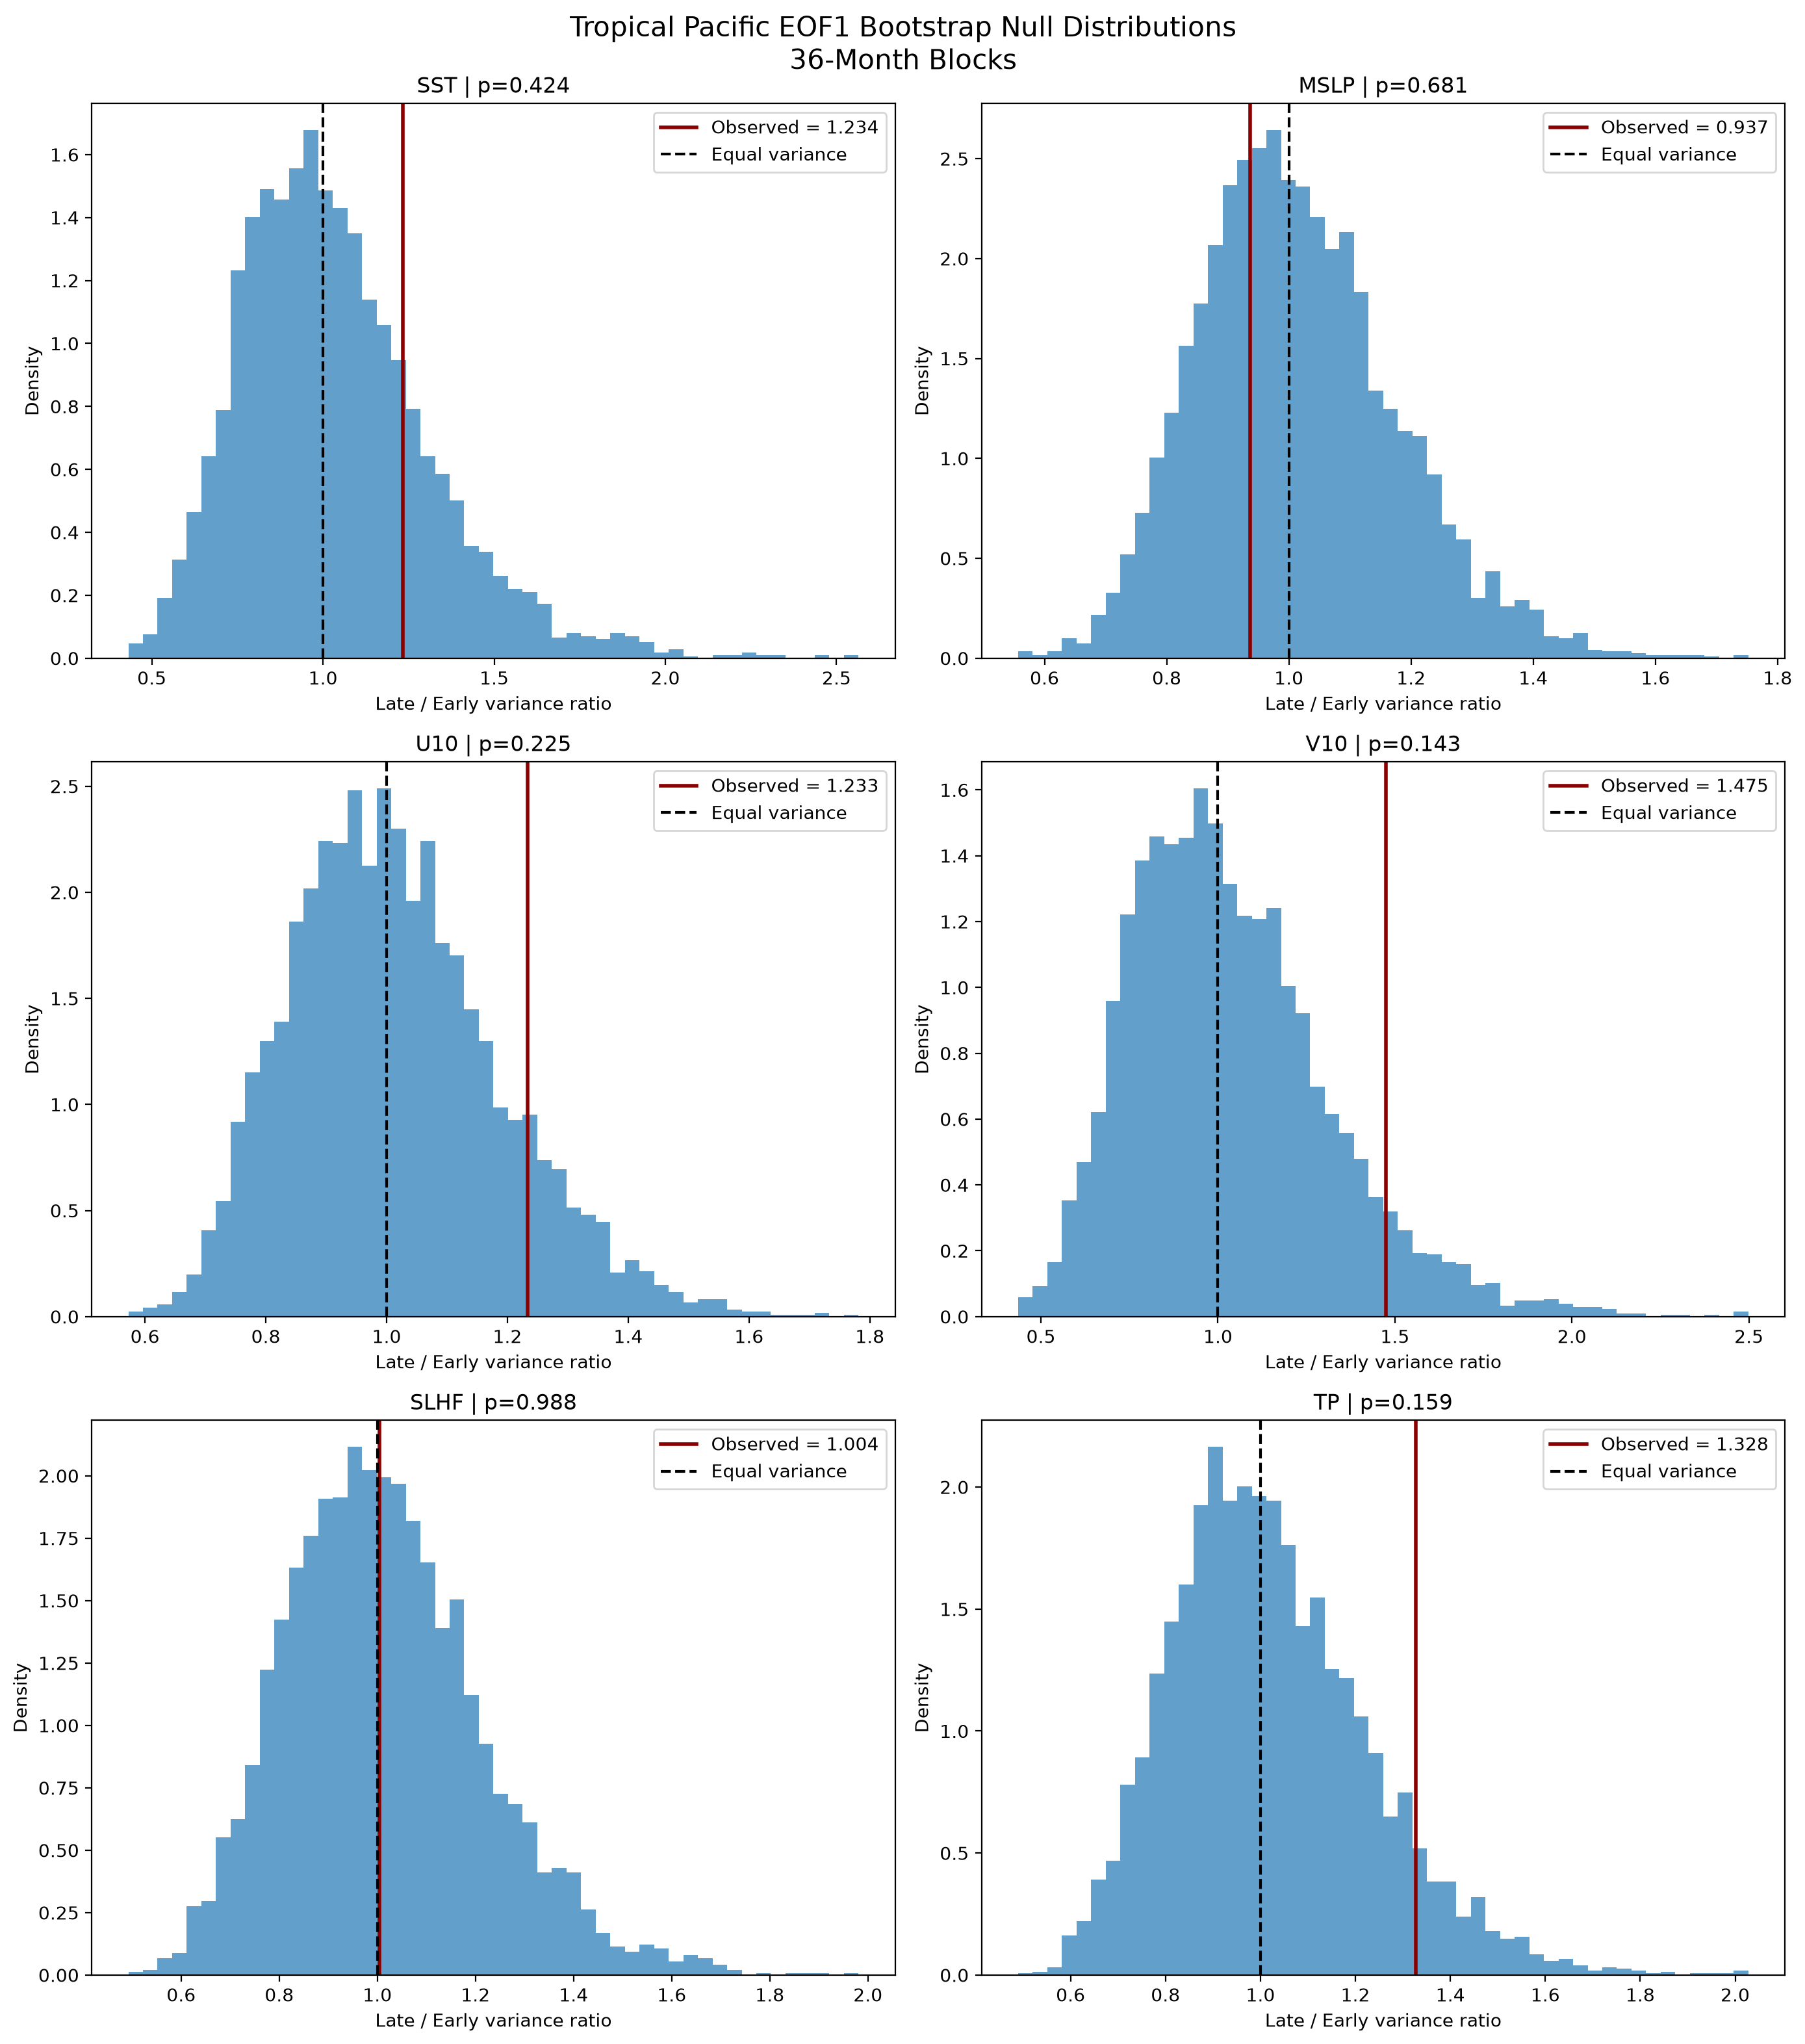 Tropical Pacific EOF1 Bootstrap Null Distributions
36-Month Blocks
SST | p=0.424
Observed = 1.234
Equal variance
Density
0.0
0.2
0.4
0.6
0.8
1.0
1.2
1.4
1.6
0.5
1.0
1.5
2.0
2.5
Late / Early variance ratio
MSLP | p=0.681
Observed = 0.937
Equal variance
Density
0.0
0.5
1.0
1.5
2.0
2.5
0.6
0.8
1.0
1.2
1.4
1.6
1.8
Late / Early variance ratio
U10 | p=0.225
Observed = 1.233
Equal variance
Density
0.0
0.5
1.0
1.5
2.0
2.5
0.6
0.8
1.0
1.2
1.4
1.6
1.8
Late / Early variance ratio
V10 | p=0.143
Observed = 1.475
Equal variance
Density
0.0
0.2
0.4
0.6
0.8
1.0
1.2
1.4
1.6
0.5
1.0
1.5
2.0
2.5
Late / Early variance ratio
SLHF | p=0.988
Observed = 1.004
Equal variance
Density
0.00
0.25
0.50
0.75
1.00
1.25
1.50
1.75
2.00
0.6
0.8
1.0
1.2
1.4
1.6
1.8
2.0
Late / Early variance ratio
TP | p=0.159
Observed = 1.328
Equal variance
Density
0.0
0.5
1.0
1.5
2.0
0.6
0.8
1.0
1.2
1.4
1.6
1.8
2.0
Late / Early variance ratio